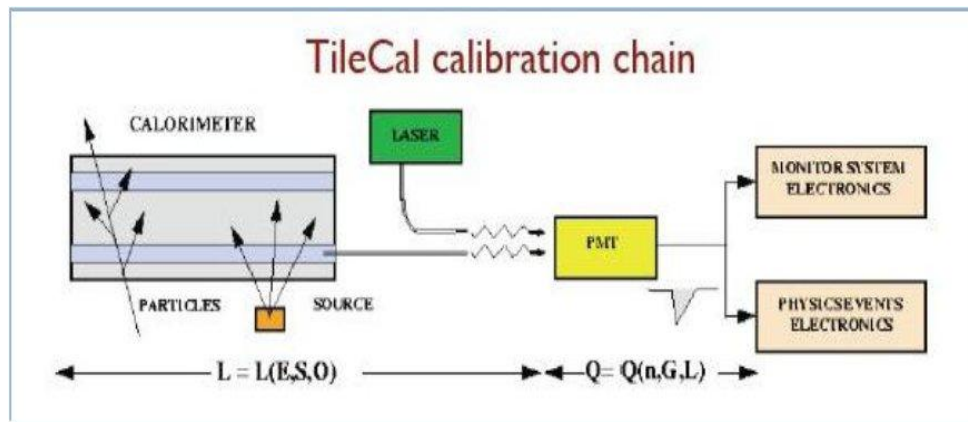 TileCal calibration chain
CALORIMETER
LASER
MONITOR SYSTEM
ELECTRONICS
PMT
PARTICLES
SOURCE
PHYSICSEVENTS
ELECTRONICS
L = L(E,S,O)
Q= Q(n,G,L)